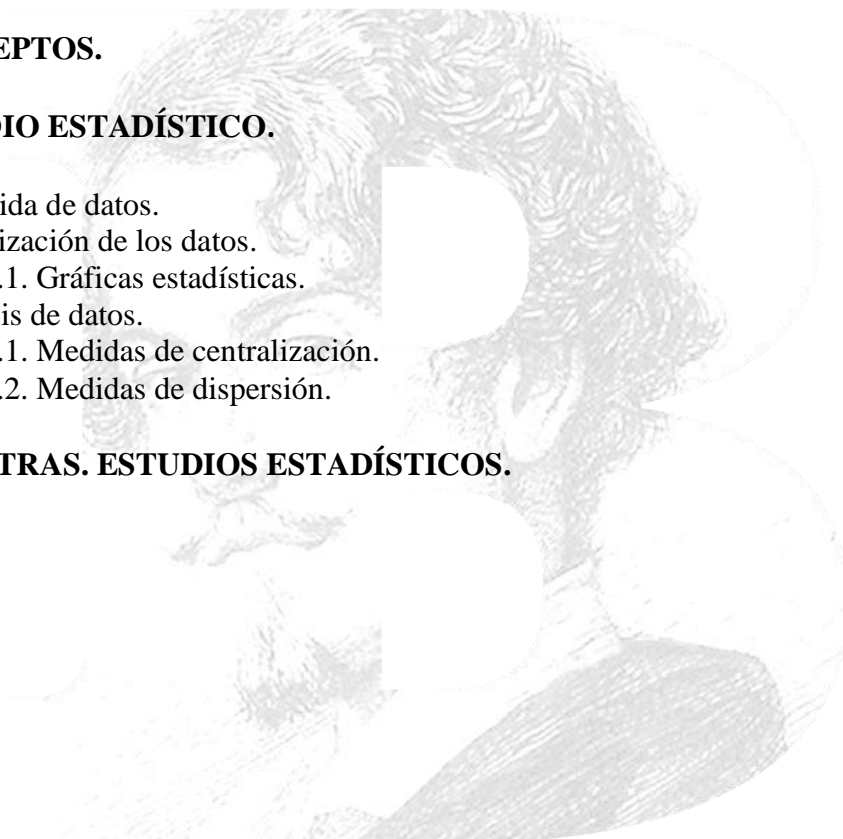 EPTOS.
DIO ESTADÍSTICO.
ida de datos.
ización de los datos.
.1. Gráficas estadísticas.
is de datos.
.1. Medidas de centralización.
.2. Medidas de dispersión.
TRAS. ESTUDIOS ESTADÍSTICOS.